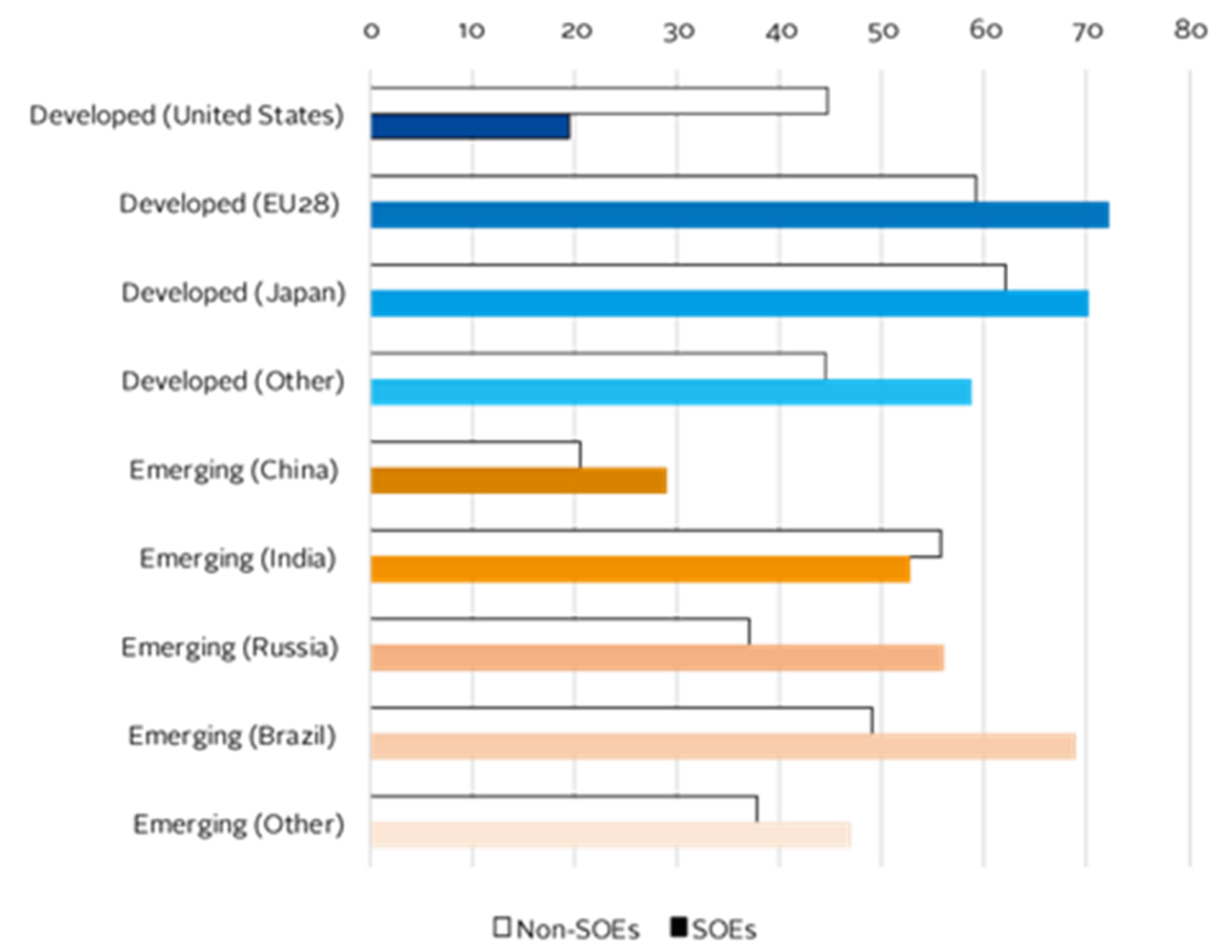 0 10 20 30 40 50 60 70 80
Developed (United States)
Developed (EU28)
Developed (Japan)
Developed (Other)
Emerging (China)
Emerging (India)
Emerging (Russia)
Emerging (Brazil)
Emerging (Other)
Non-SOEs SOEs